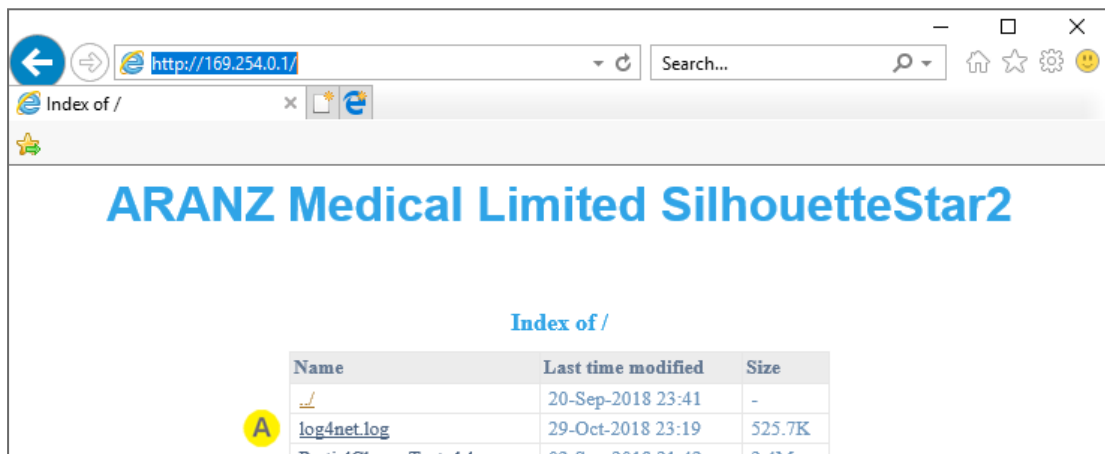 http://169.254.0.1/
Search...
Index of /
ARANZ Medical Limited SilhouetteStar2
Index of /
Name Last time modified Size
../ 20-Sep-2018 23:41 -
A log4net.log 29-Oct-2018 23:19 525.7K